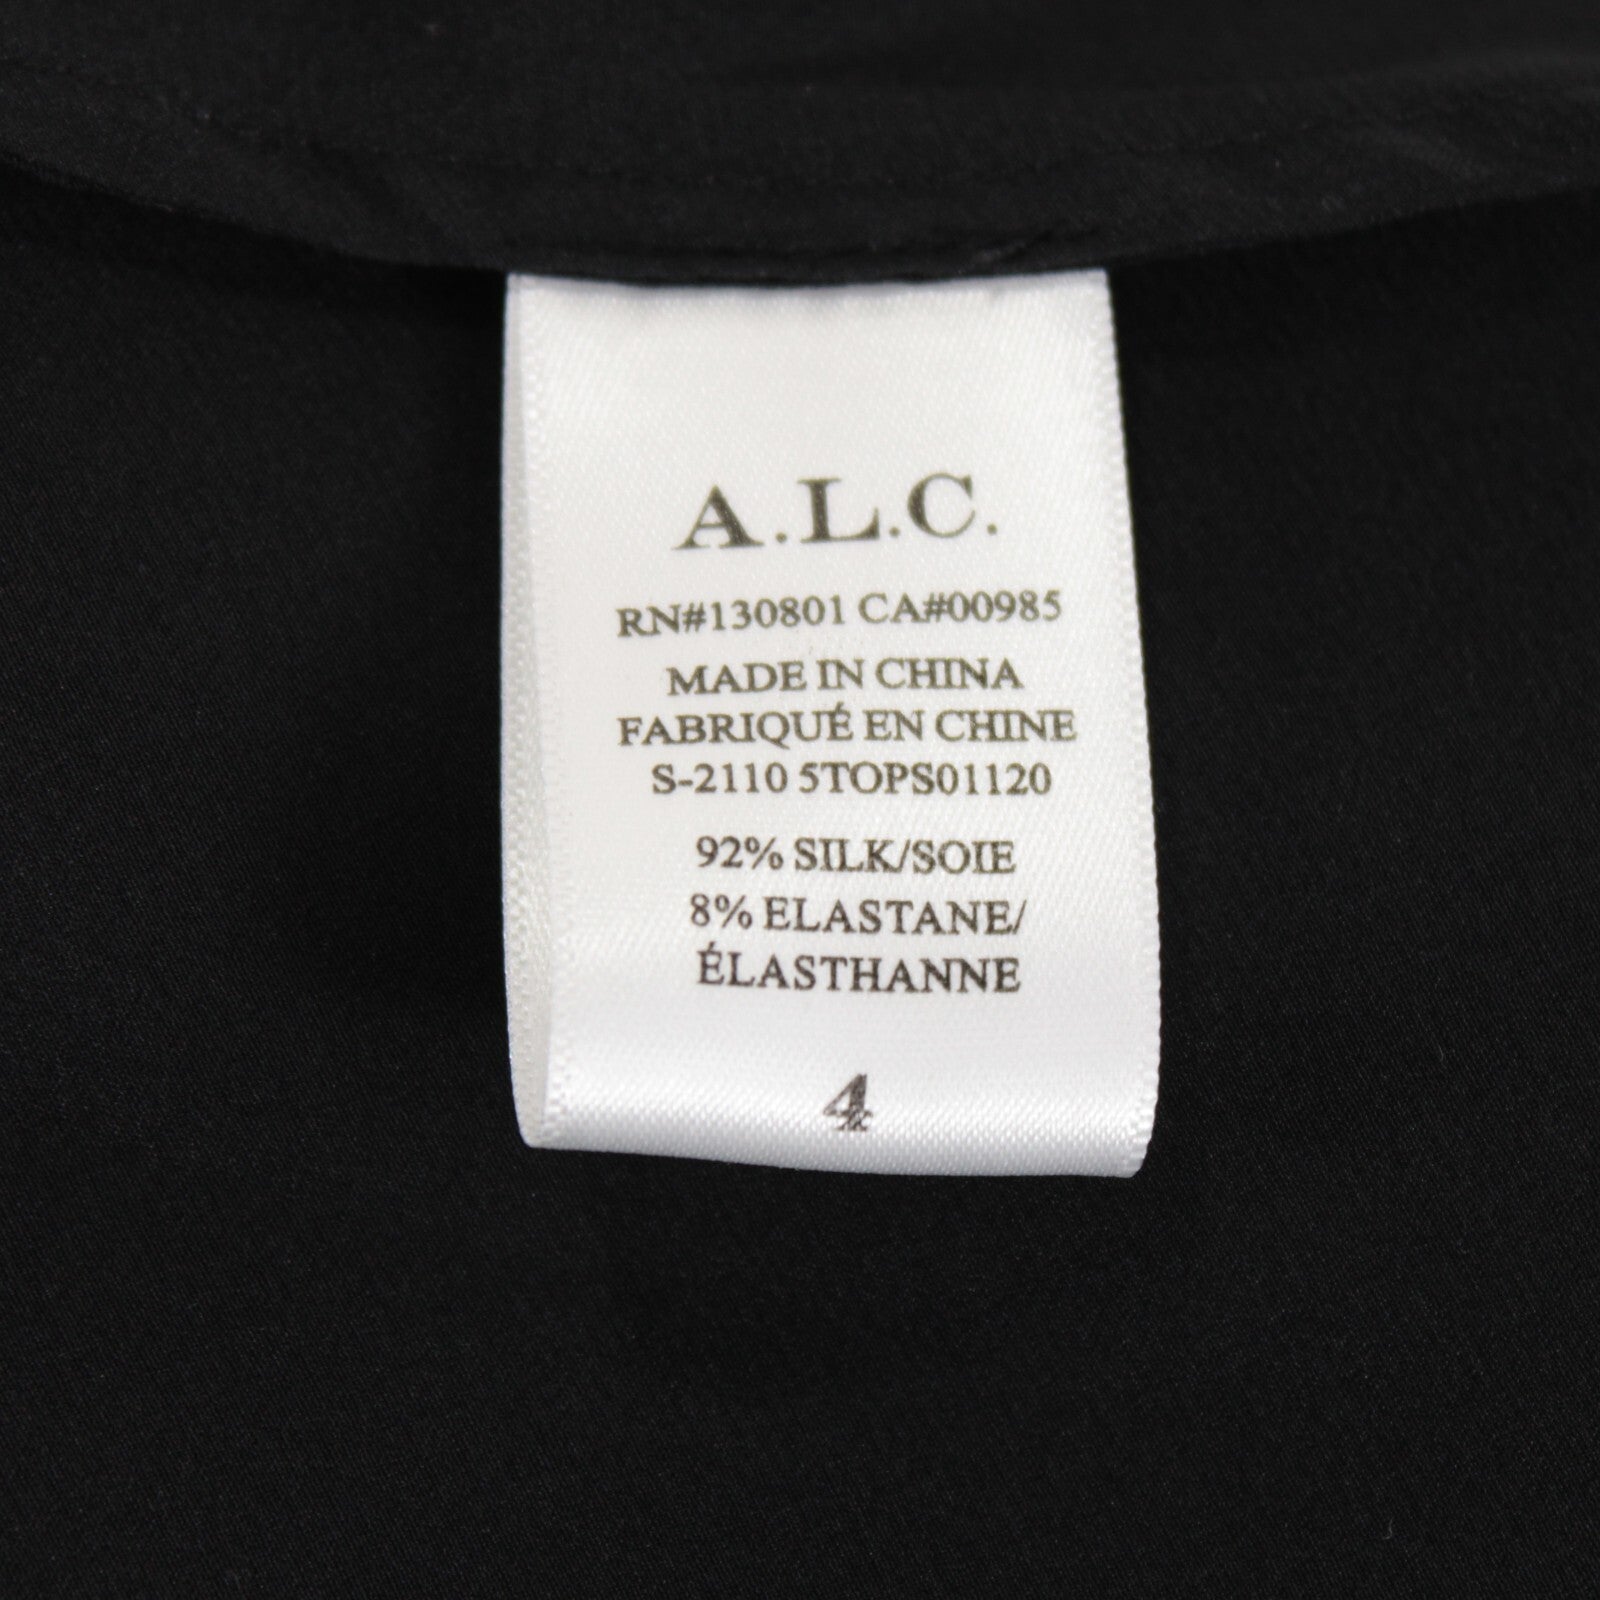 A.L.C.
RN#130801 CA#00985
MADE IN CHINA
FABRIQUÉ EN CHINE
S-2110 5TOPS01120
92% SILK/SOIE
8% ELASTANE/
ÉLASTHANNE
4